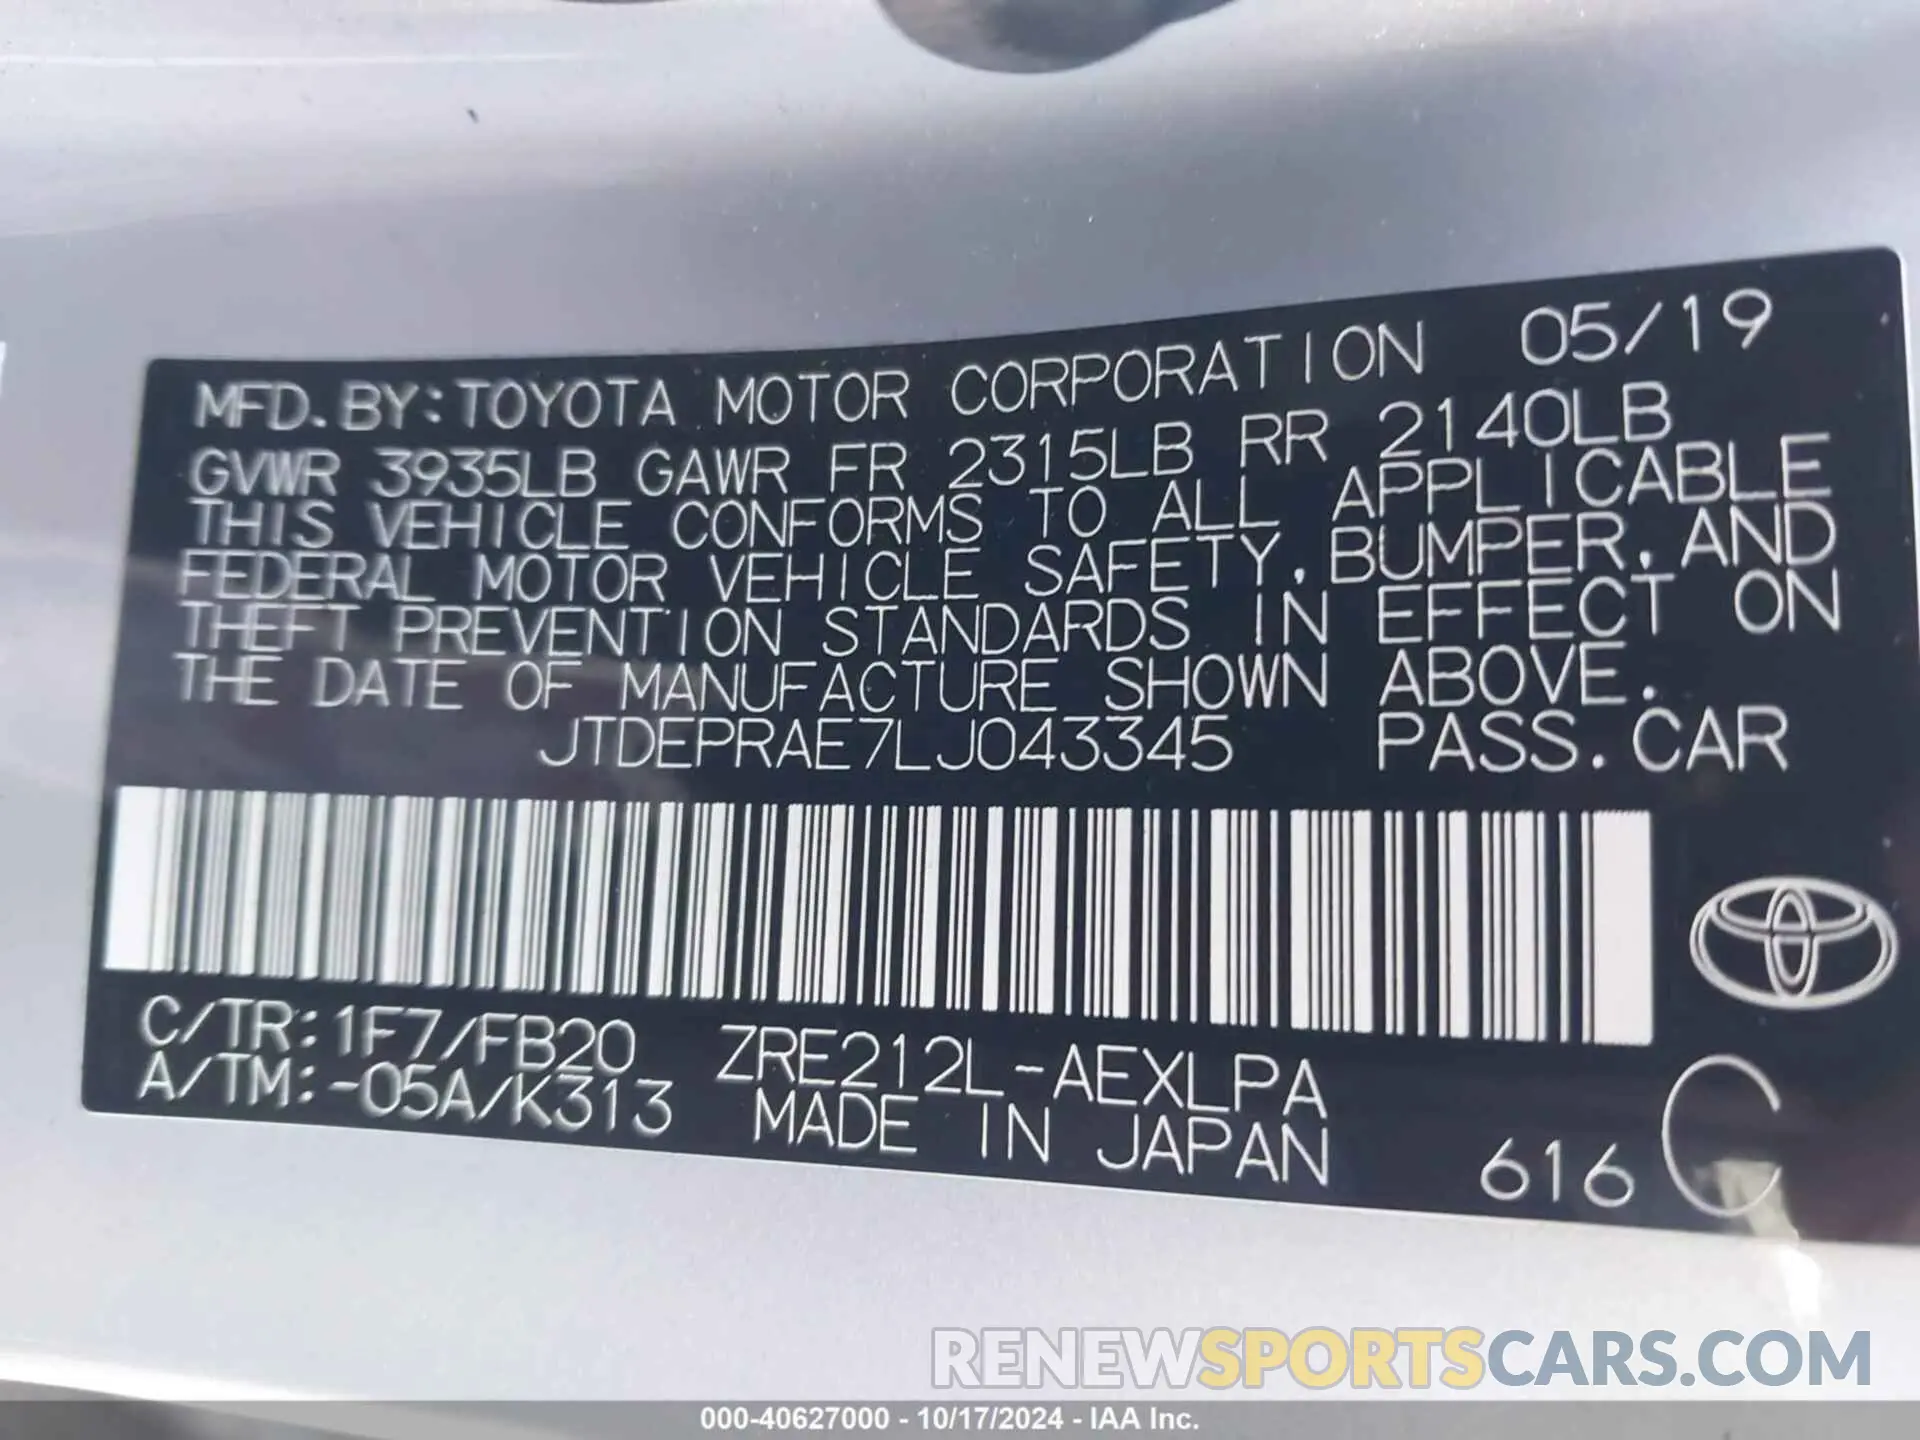 MFD. BY: TOYOTA MOTOR CORPORATION 05/19
GVWR 3935LB GAWR FR 2315LB RR 2140LB
THIS VEHICLE CONFORMS TO ALL APPLICABLE
FEDERAL MOTOR VEHICLE SAFETY, BUMPER, AND
THEFT PREVENTION STANDARDS IN EFFECT ON
THE DATE OF MANUFACTURE SHOWN ABOVE.
JTDEPRAE7LJ043345 PASS. CAR
C/TR: 1F7/FB20 ZRE212L-AEXLPA
A/TM: -05A/K313 MADE IN JAPAN 616 C
RENEWSPORTSCARS.COM
000-40627000 - 10/17/2024 - IAA Inc.